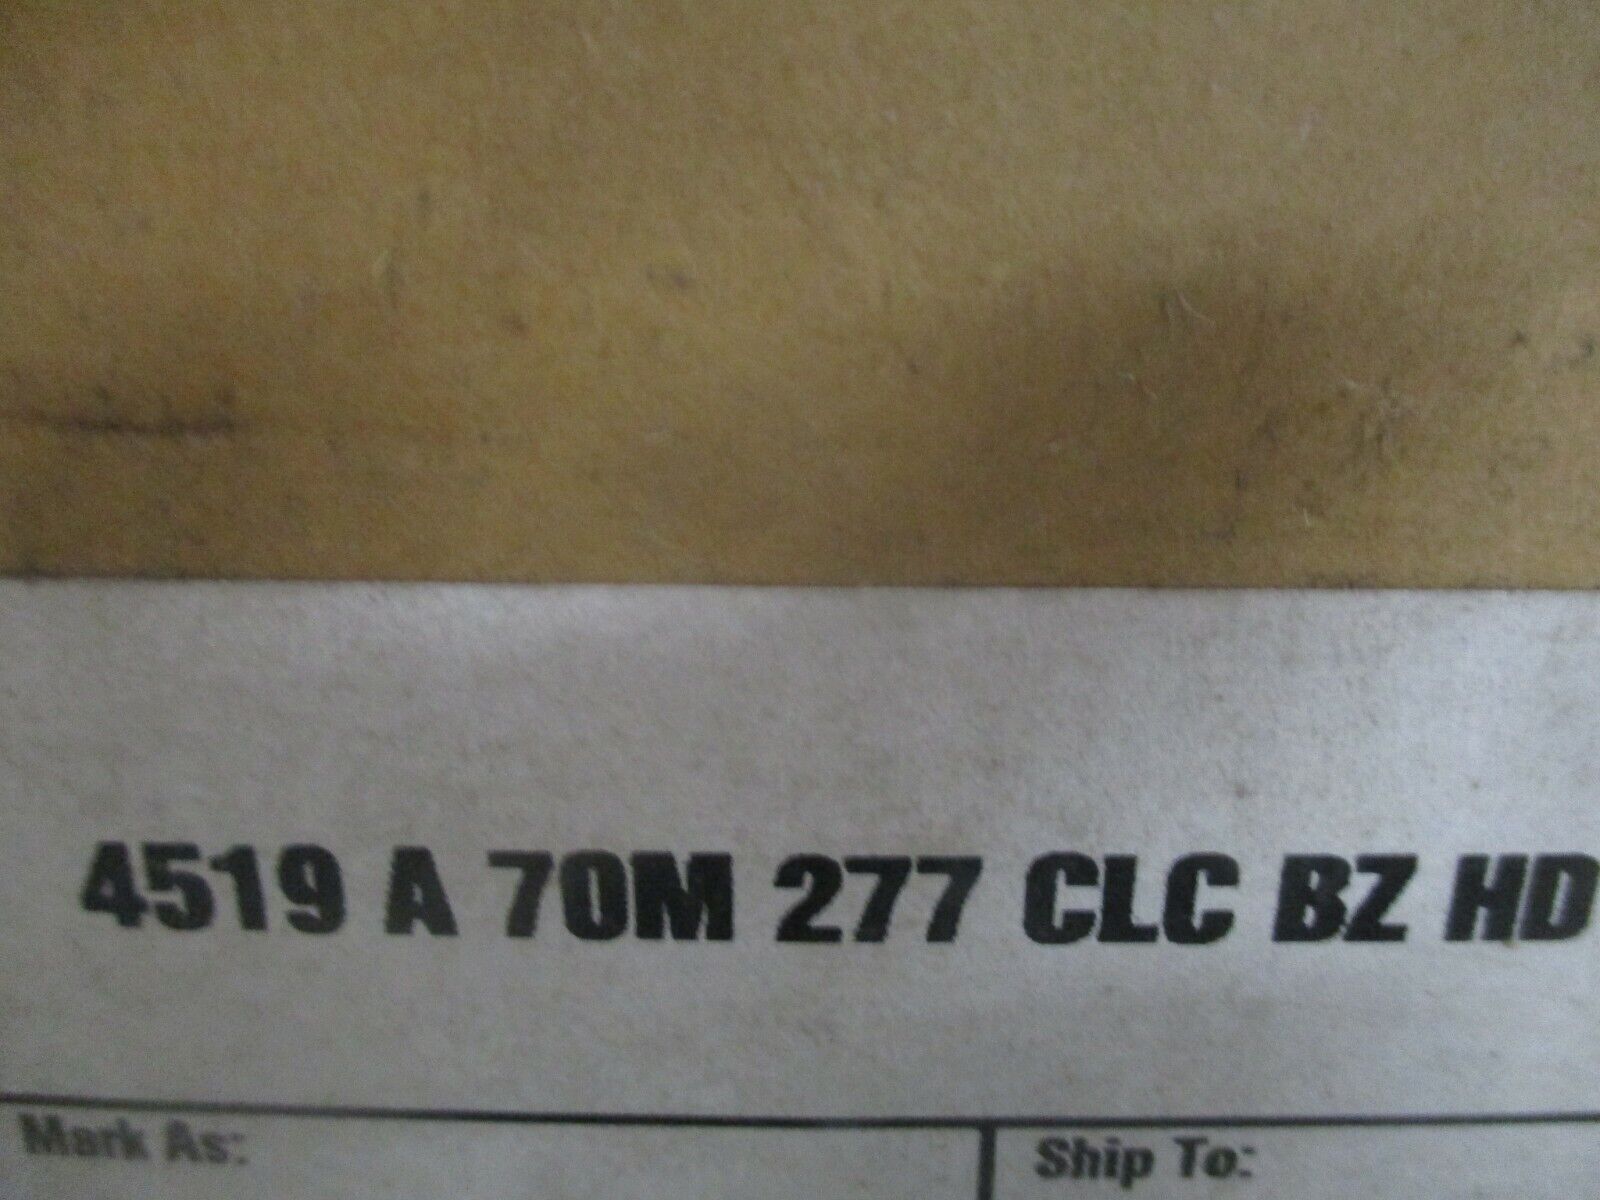 4519 A 70M 277 CLC BZ HD
Mark As:
Ship To: